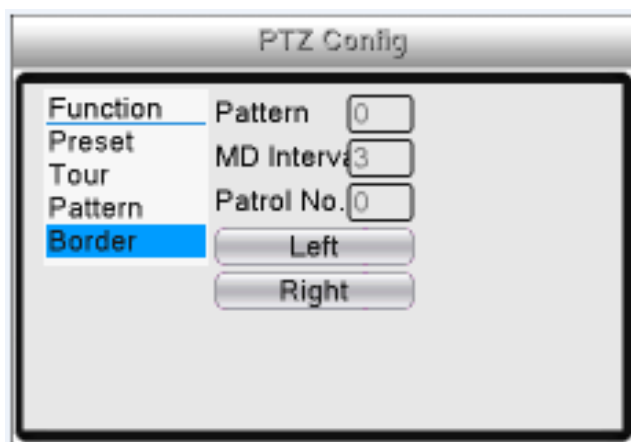 PTZ Config
Function
Preset
Tour
Pattern
Border
Pattern 0
MD Interva 3
Patrol No. 0
Left
Right